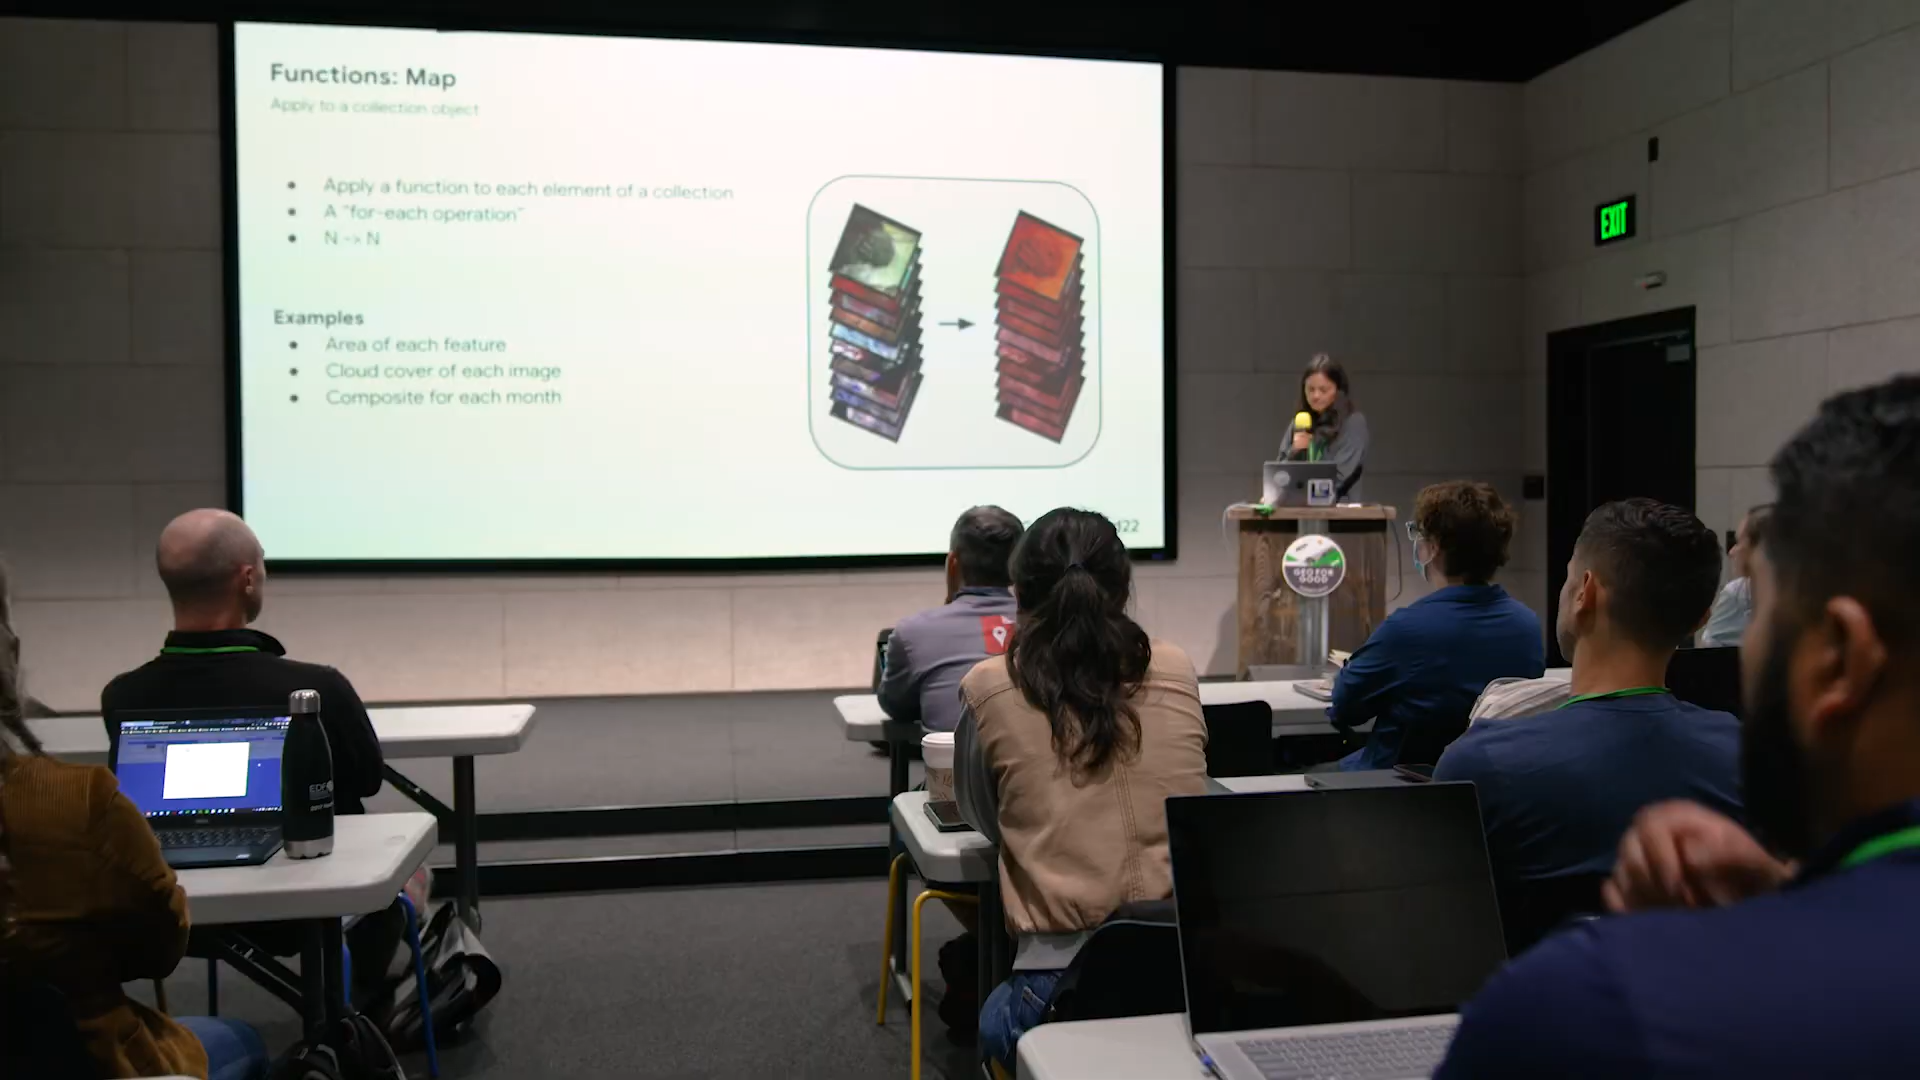 Functions: Map
Apply to a collection object
• Apply a function to each element of a collection
• A "for-each operation"
• N -> N
Examples
• Area of each feature
• Cloud cover of each image
• Composite for each month
EXIT
GEO FOR
GOOD
EDF